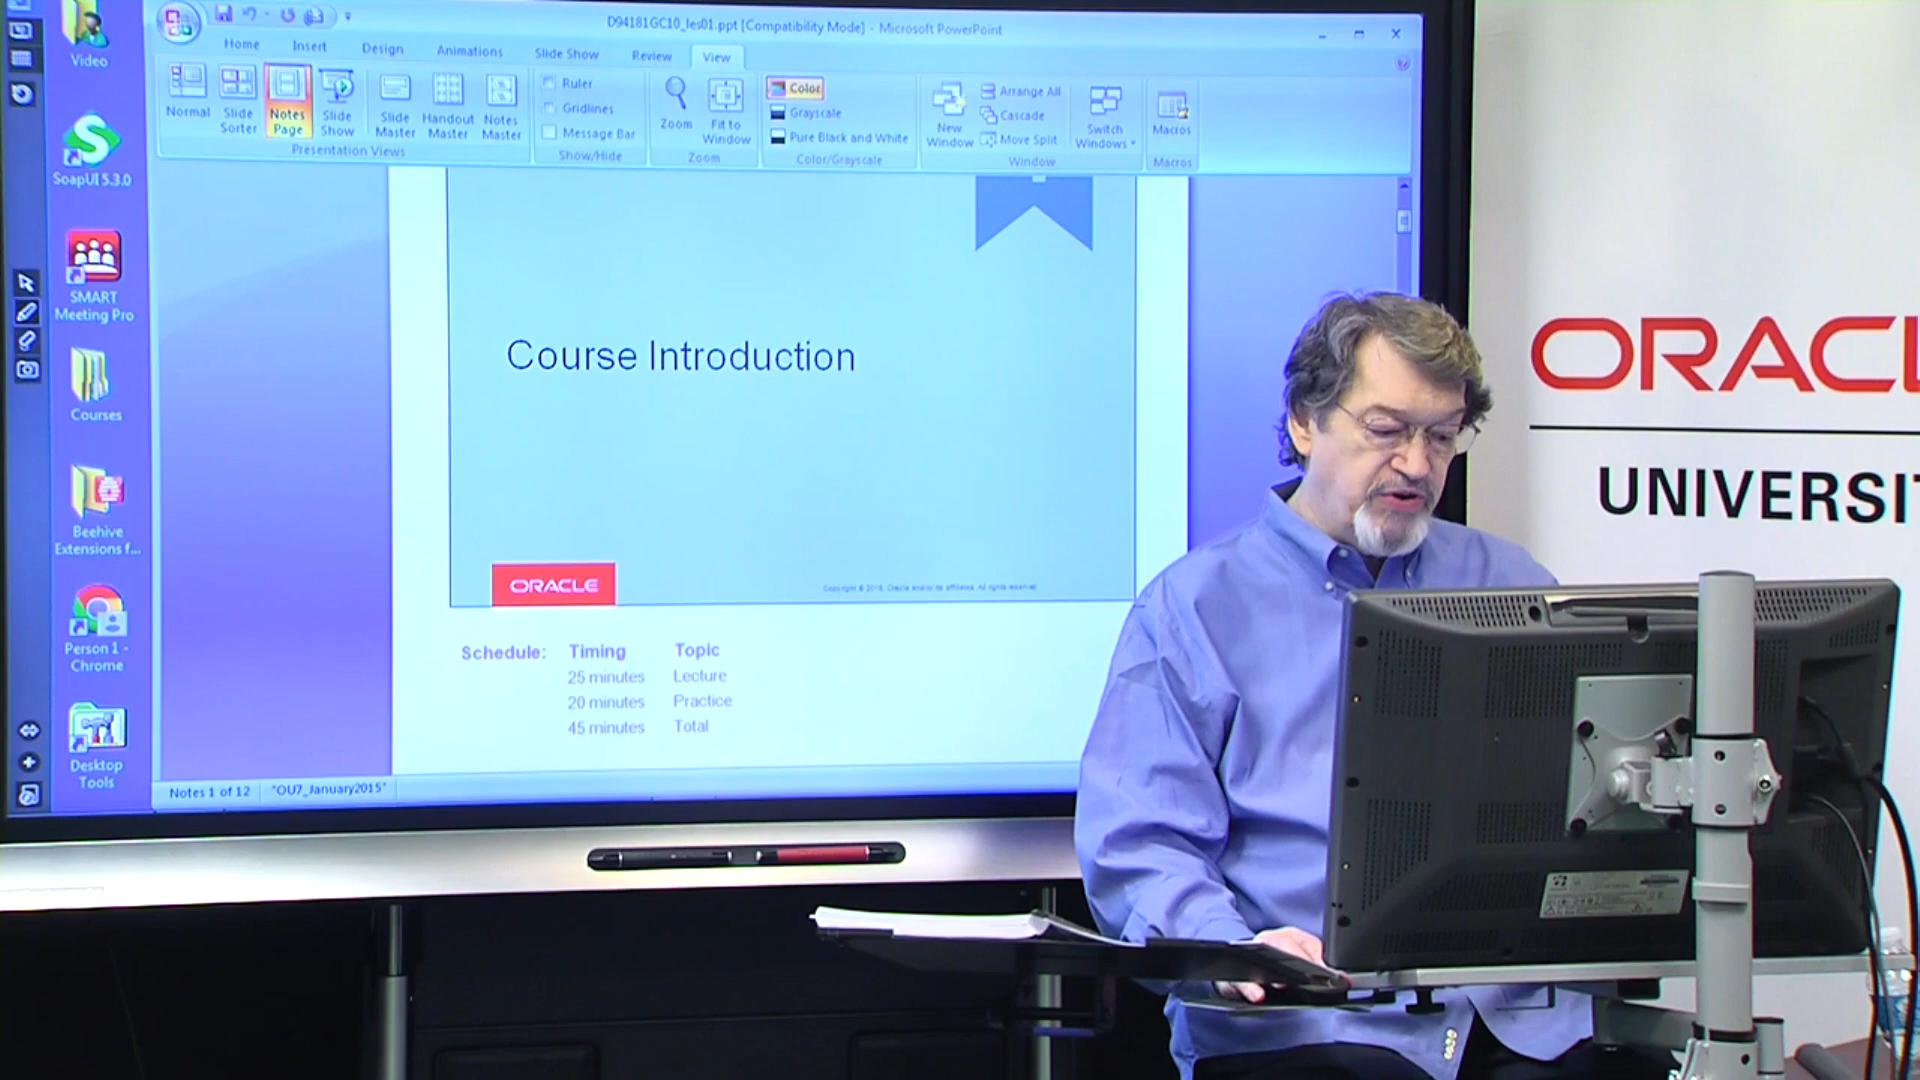 D94181GC10_les01.ppt [Compatibility Mode] - Microsoft PowerPoint
Home Insert Design Animations Slide Show Review View
Normal
Slide Sorter
Notes Page
Slide Show
Slide Master
Handout Master
Notes Master
Presentation Views
Ruler
Gridlines
Message Bar
Show/Hide
Zoom
Fit to Window
Zoom
Color
Grayscale
Pure Black and White
Color/Grayscale
New Window
Arrange All
Cascade
Move Split
Switch Windows
Window
Macros
Macros
Video
SoapUI 5.3.0
SMART
Meeting Pro
Courses
Beehive
Extensions f...
Person 1 -
Chrome
Desktop
Tools
Course Introduction
ORACLE
Schedule: Timing Topic
25 minutes Lecture
20 minutes Practice
45 minutes Total
Notes 1 of 12 "OU7_January2015"
ORACL
UNIVERSIT